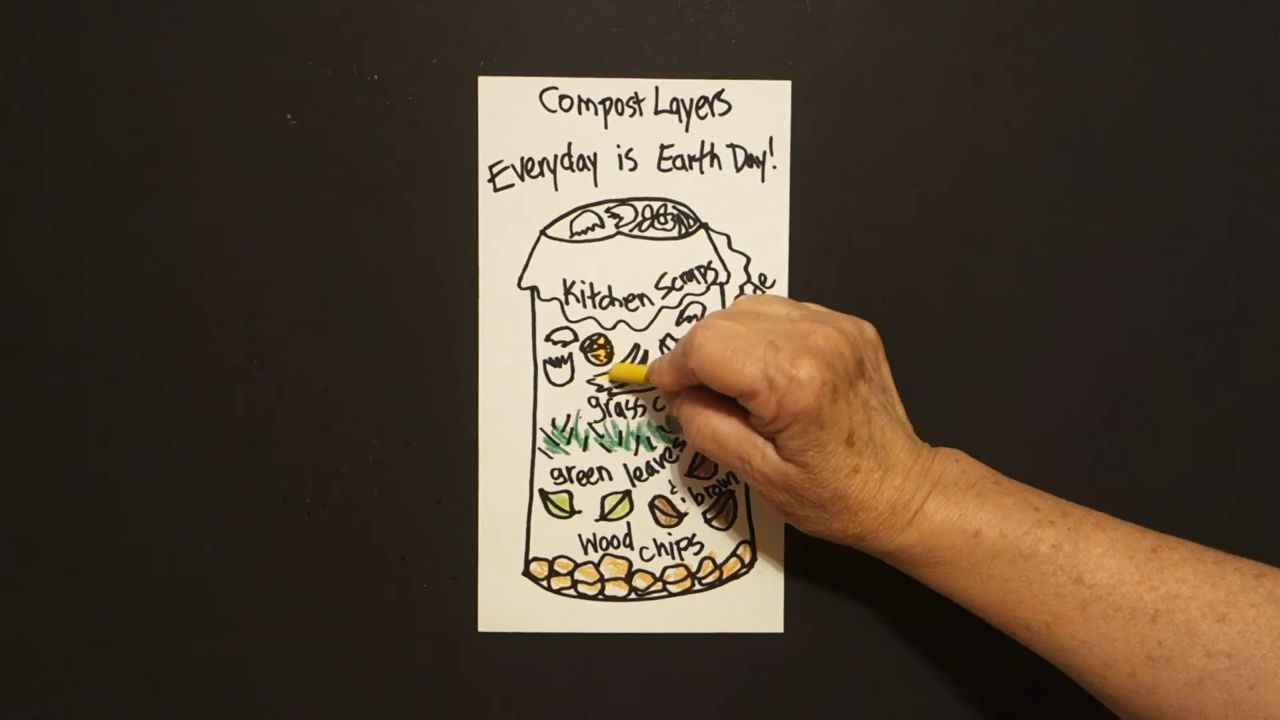 Compost Layers
Everyday is Earth Day!
Kitchen Scraps
grass
green leaves
& brown
wood chips